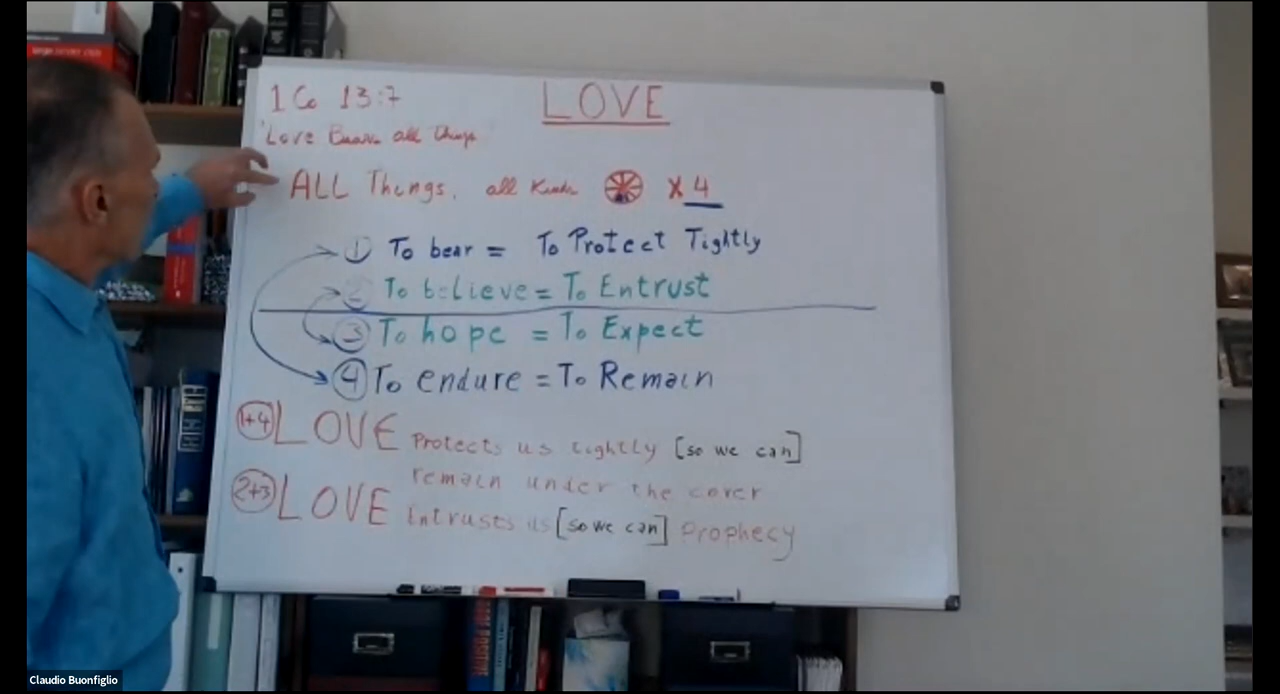 1 Co 13:7
LOVE
Love Bears all things
ALL Things, all Kinds X 4
1 To bear = To Protect Tightly
2 To believe = To Entrust
3 To hope = To Expect
4 To endure = To Remain
1+4 LOVE Protects us tightly [so we can]
remain under the cover
2+3 LOVE Intrusts us [so we can] Prophecy
Claudio Buonfiglio